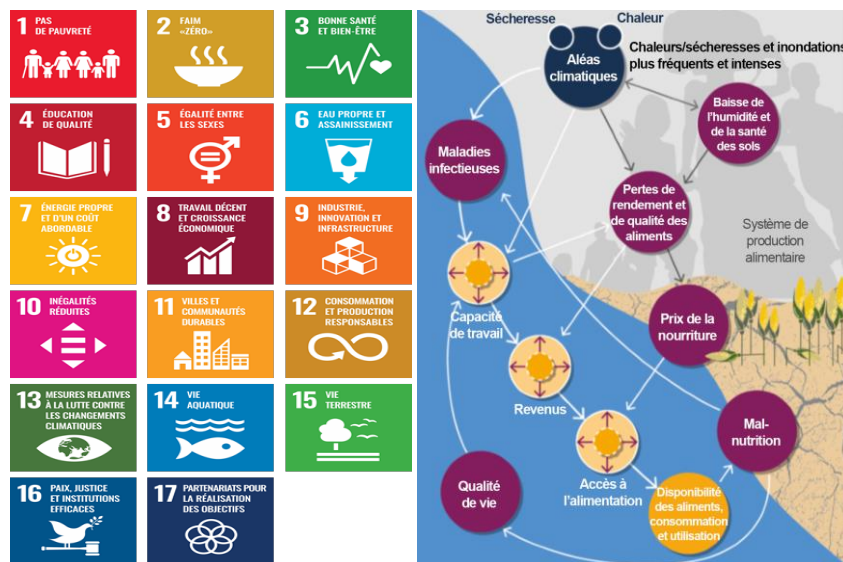 1 PAS
DE PAUVRETÉ
2 FAIM
«ZÉRO»
3 BONNE SANTÉ
ET BIEN-ÊTRE
4 ÉDUCATION
DE QUALITÉ
5 ÉGALITÉ ENTRE
LES SEXES
6 EAU PROPRE ET
ASSAINISSEMENT
7 ÉNERGIE PROPRE
ET D'UN COÛT
ABORDABLE
8 TRAVAIL DÉCENT
ET CROISSANCE
ÉCONOMIQUE
9 INDUSTRIE,
INNOVATION ET
INFRASTRUCTURE
10 INÉGALITÉS
RÉDUITES
11 VILLES ET
COMMUNAUTÉS
DURABLES
12 CONSOMMATION
ET PRODUCTION
RESPONSABLES
13 MESURES RELATIVES
À LA LUTTE CONTRE
LES CHANGEMENTS
CLIMATIQUES
14 VIE
AQUATIQUE
15 VIE
TERRESTRE
16 PAIX, JUSTICE
ET INSTITUTIONS
EFFICACES
17 PARTENARIATS POUR
LA RÉALISATION
DES OBJECTIFS
Sécheresse
Chaleur
Aléas
climatiques
Chaleurs/sécheresses et inondations
plus fréquents et intenses
Baisse de
l'humidité et
de la santé
des sols
Maladies
infectieuses
Pertes de
rendement et
de qualité des
aliments
Système de
production
alimentaire
Capacité
de travail
Prix de la
nourriture
Revenus
Mal-
nutrition
Accès à
l'alimentation
Qualité
de vie
Disponibilité
des aliments,
consommation
et utilisation